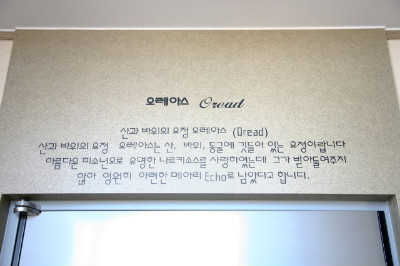 오레아스 Oread
산과 바위의 요정 오레아스 (Oread)
산과 바위의 요정 오레아스는 산, 바위, 동굴에 깃들어 있는 요정이랍니다
아름다운 미소년으로 유명한 나르키소스를 사랑하였는데 그가 받아들여주지
않아 영원히 아련한 메아리 Echo로 남았다고 합니다.